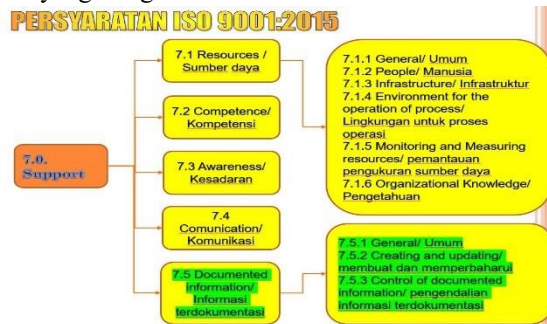 PERSYARATAN ISO 9001:2015
7.0.
Support
7.1 Resources /
Sumber daya
7.2 Competence/
Kompetensi
7.3 Awareness/
Kesadaran
7.4
Comunication/
Komunikasi
7.5 Documented
information/
Informasi
terdokumentasi
7.1.1 General/ Umum
7.1.2 People/ Manusia
7.1.3 Infrastructure/ Infrastruktur
7.1.4 Environment for the
operation of process/
Lingkungan untuk proses
operasi
7.1.5 Monitoring and Measuring
resources/ pemantauan
pengukuran sumber daya
7.1.6 Organizational Knowledge/
Pengetahuan
7.5.1 General/ Umum
7.5.2 Creating and updating/
membuat dan memperbaharui
7.5.3 Control of documented
information/ pengendalian
informasi terdokumentasi